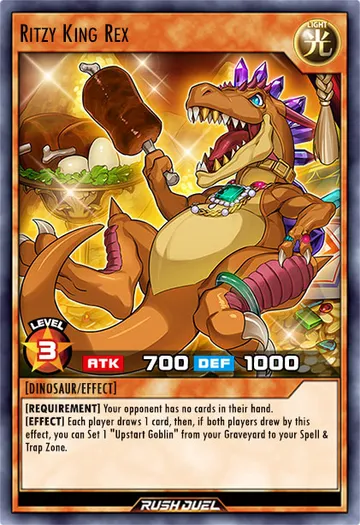 Ritzy King Rex
LIGHT
光
LEVEL
3
ATK 700 DEF 1000
[DINOSAUR/EFFECT]
[REQUIREMENT] Your opponent has no cards in their hand.
[EFFECT] Each player draws 1 card, then, if both players drew by this
effect, you can Set 1 "Upstart Goblin" from your Graveyard to your Spell &
Trap Zone.
RUSH DUEL